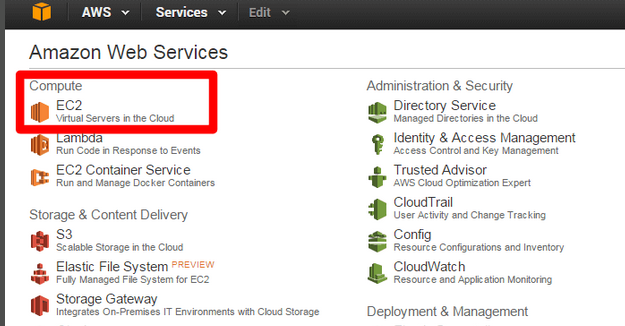 AWS Services Edit
Amazon Web Services
Compute
EC2
Virtual Servers in the Cloud
Lambda
Run Code in Response to Events
EC2 Container Service
Run and Manage Docker Containers
Storage & Content Delivery
S3
Scalable Storage in the Cloud
Elastic File System PREVIEW
Fully Managed File System for EC2
Storage Gateway
Integrates On-Premises IT Environments with Cloud Storage
Administration & Security
Directory Service
Managed Directories in the Cloud
Identity & Access Management
Access Control and Key Management
Trusted Advisor
AWS Cloud Optimization Expert
CloudTrail
User Activity and Change Tracking
Config
Resource Configurations and Inventory
CloudWatch
Resource and Application Monitoring
Deployment & Management